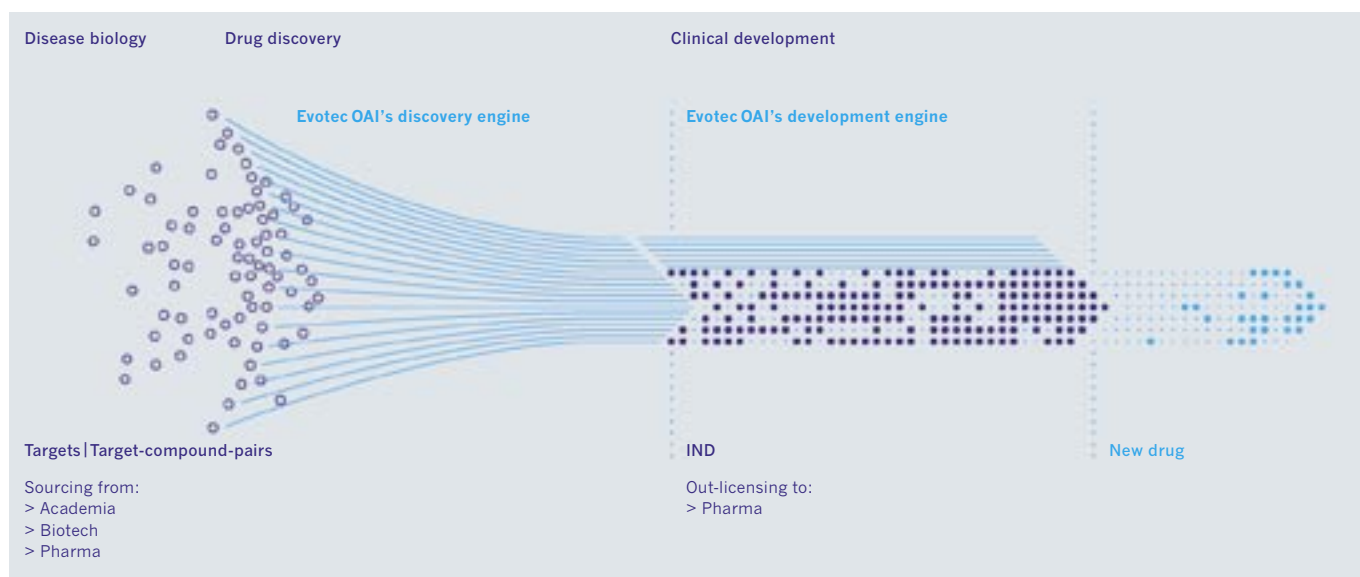 Disease biology
Drug discovery
Clinical development
Evotec OAI's discovery engine
Evotec OAI's development engine
Targets | Target-compound-pairs
IND
New drug
Sourcing from:
> Academia
> Biotech
> Pharma
Out-licensing to:
> Pharma